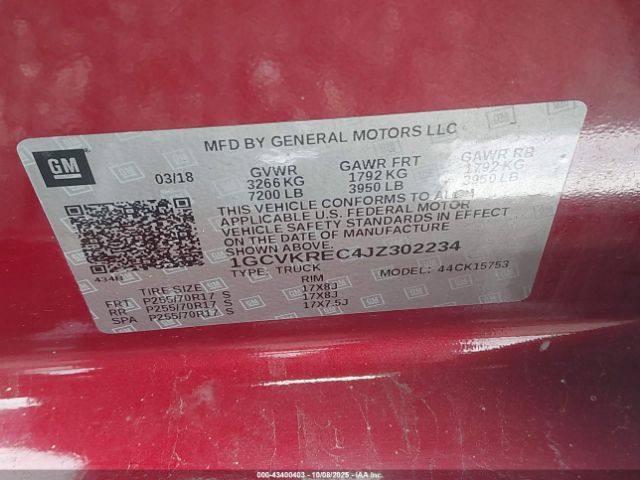 MFD BY GENERAL MOTORS LLC
GM
03/18 GVWR GAWR FRT GAWR RR
3266 KG 1792 KG 1792 KG
7200 LB 3950 LB 3950 LB
THIS VEHICLE CONFORMS TO ALL
APPLICABLE U.S. FEDERAL MOTOR
VEHICLE SAFETY STANDARDS IN EFFECT
ON THE DATE OF MANUFACTURE
SHOWN ABOVE.
1GCVKREC4JZ302234
TYPE: TRUCK MODEL: 44CK15753
TIRE SIZE RIM
FRT P255/70R17 S 17X8J
RR P255/70R17 S 17X8J
SPA P255/70R17 S 17X7.5J
000-43400403 - 10/08/2025 - IAAI.com